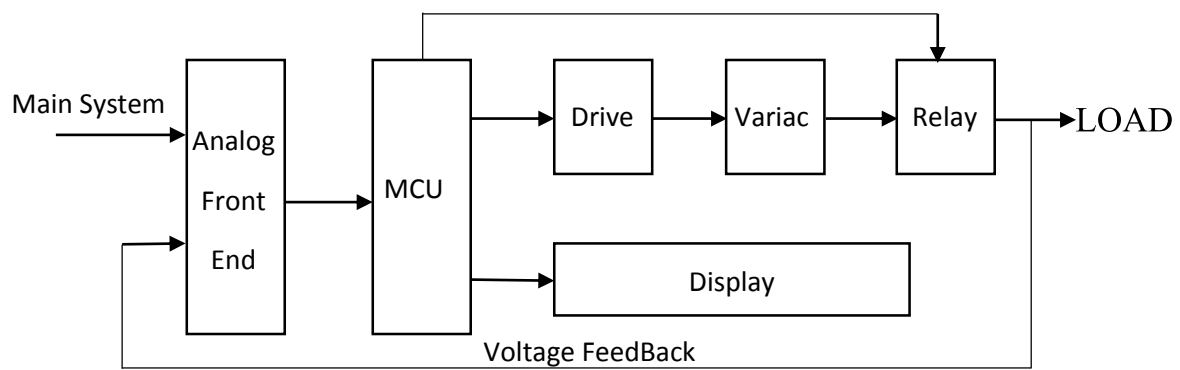 Main System
Analog
Front
End
MCU
Drive
Variac
Relay
LOAD
Display
Voltage FeedBack